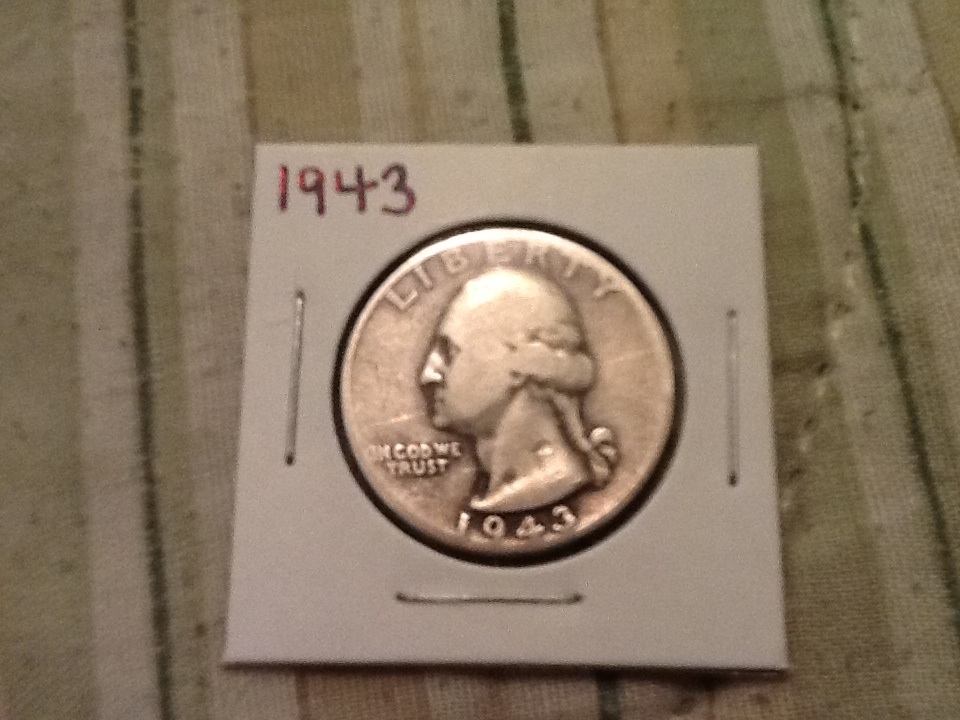 1943
LIBERTY
IN GOD WE
TRUST
1943